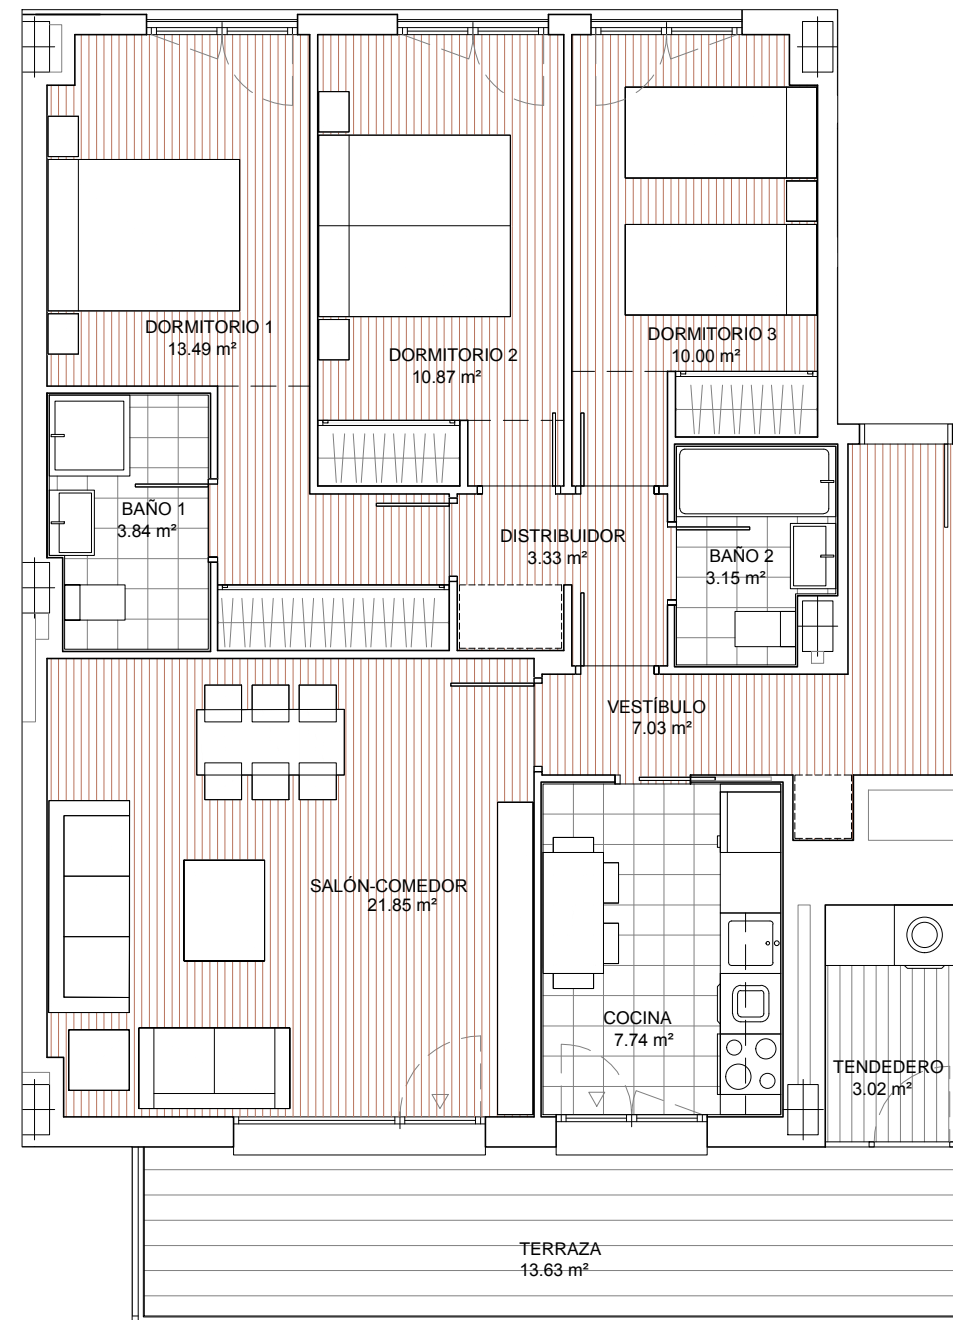 DORMITORIO 1
13.49 m²
DORMITORIO 2
10.87 m²
DORMITORIO 3
10.00 m²
BAÑO 1
3.84 m²
DISTRIBUIDOR
3.33 m²
BAÑO 2
3.15 m²
VESTÍBULO
7.03 m²
SALÓN-COMEDOR
21.85 m²
COCINA
7.74 m²
TENDEDERO
3.02 m²
TERRAZA
13.63 m²